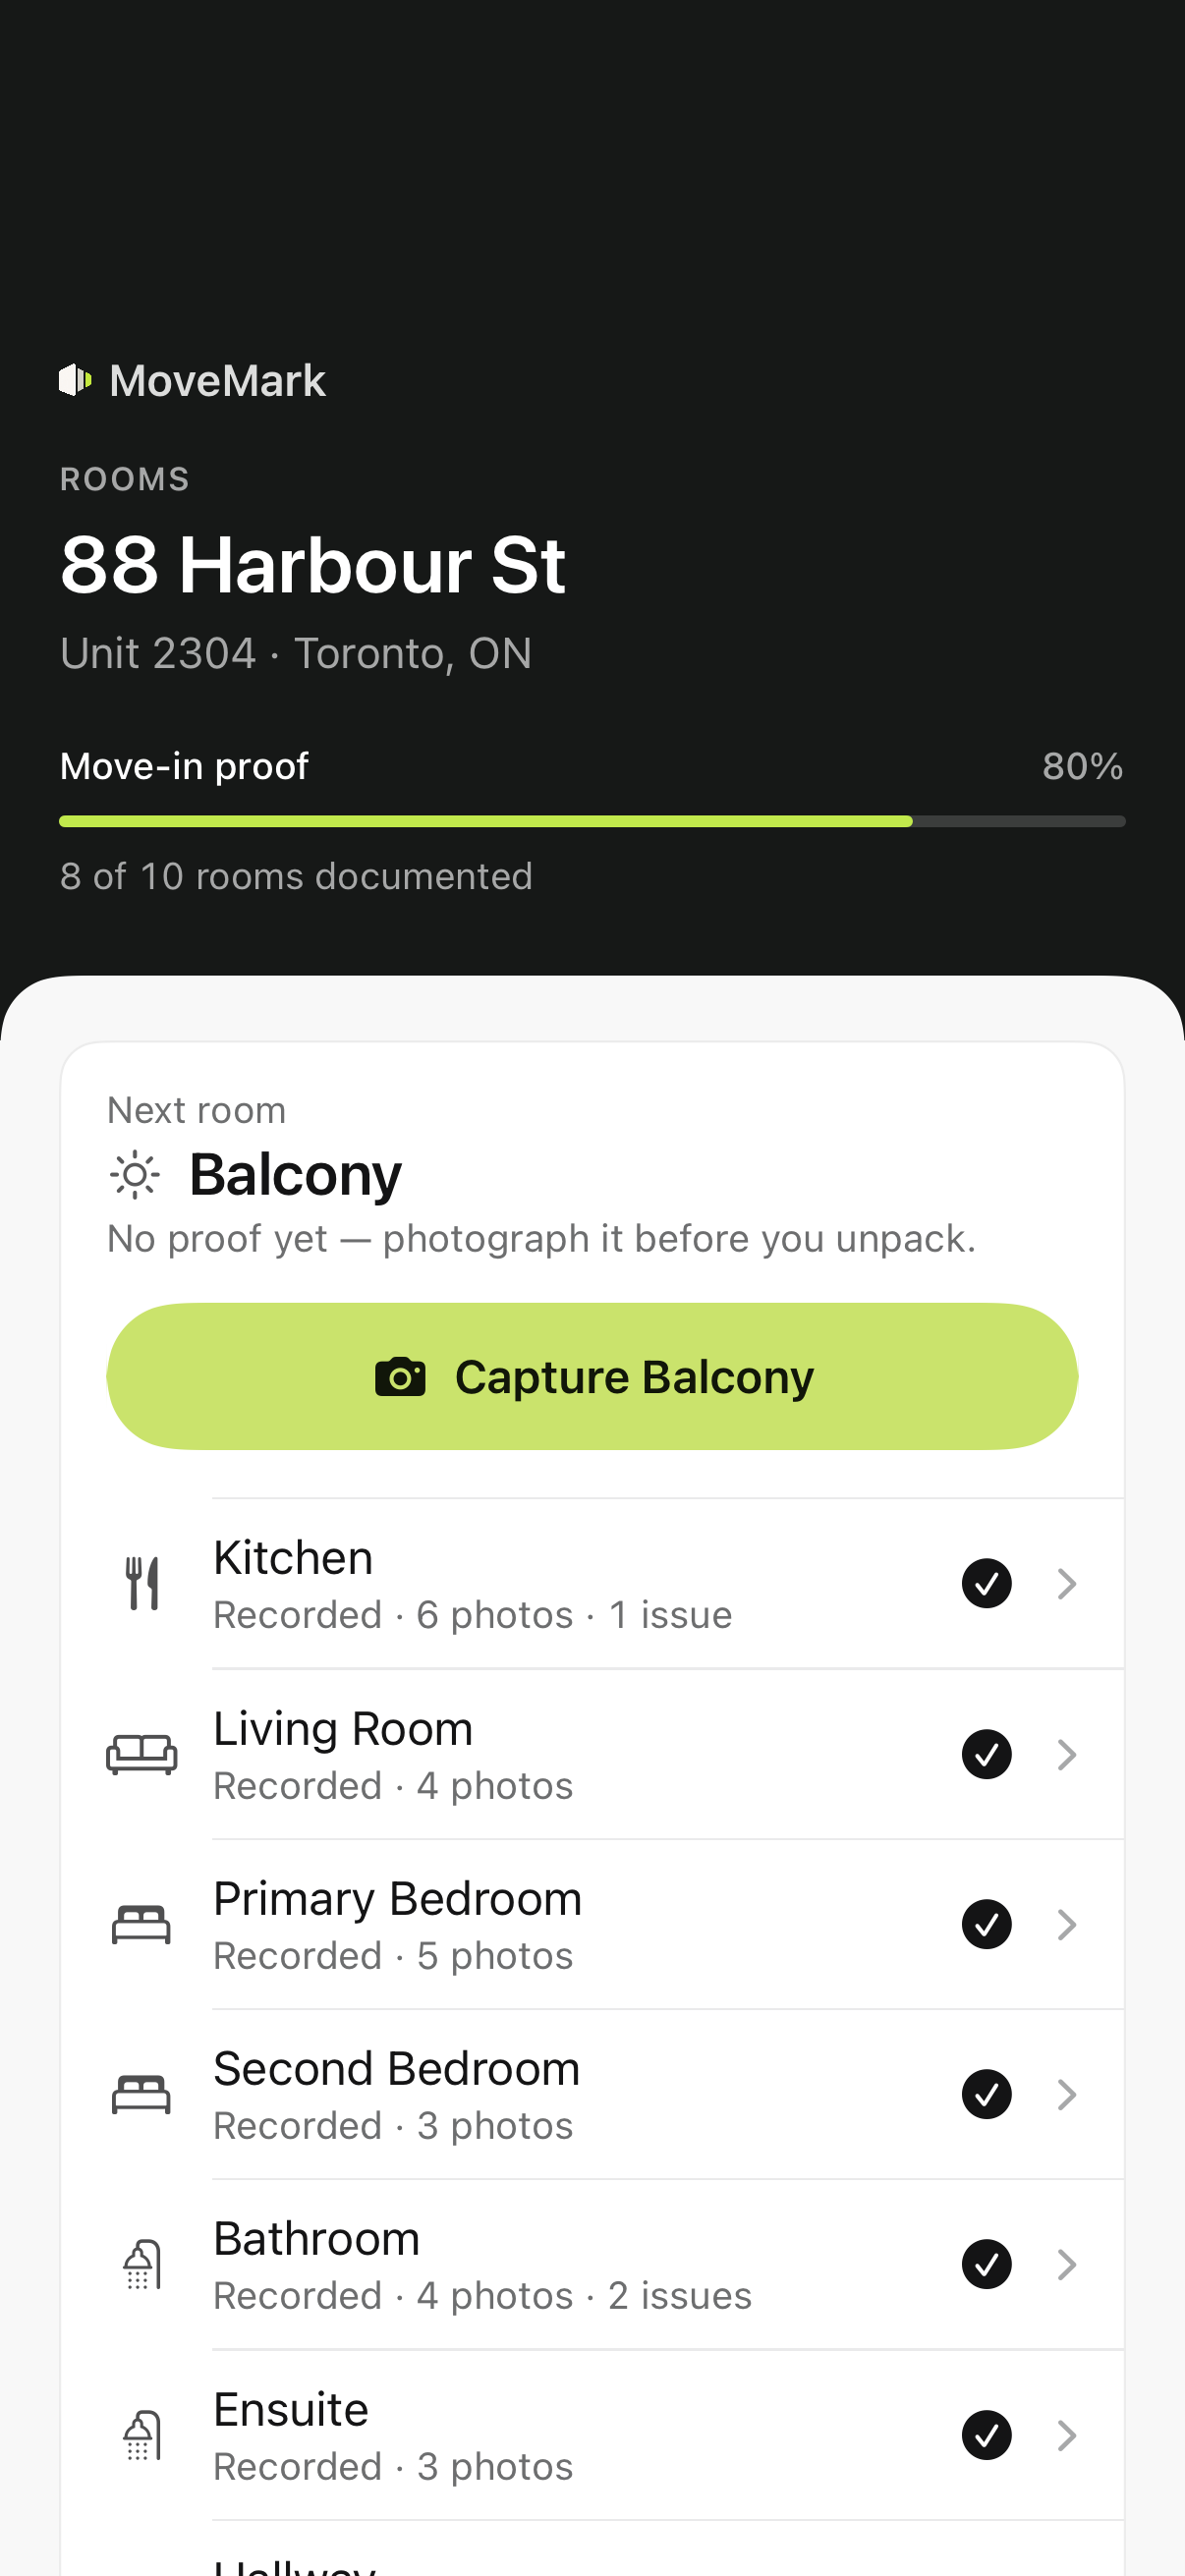 MoveMark
ROOMS
88 Harbour St
Unit 2304 · Toronto, ON
Move-in proof 80%
8 of 10 rooms documented
Next room
Balcony
No proof yet — photograph it before you unpack.
Capture Balcony
Kitchen
Recorded · 6 photos · 1 issue
Living Room
Recorded · 4 photos
Primary Bedroom
Recorded · 5 photos
Second Bedroom
Recorded · 3 photos
Bathroom
Recorded · 4 photos · 2 issues
Ensuite
Recorded · 3 photos
Hallway